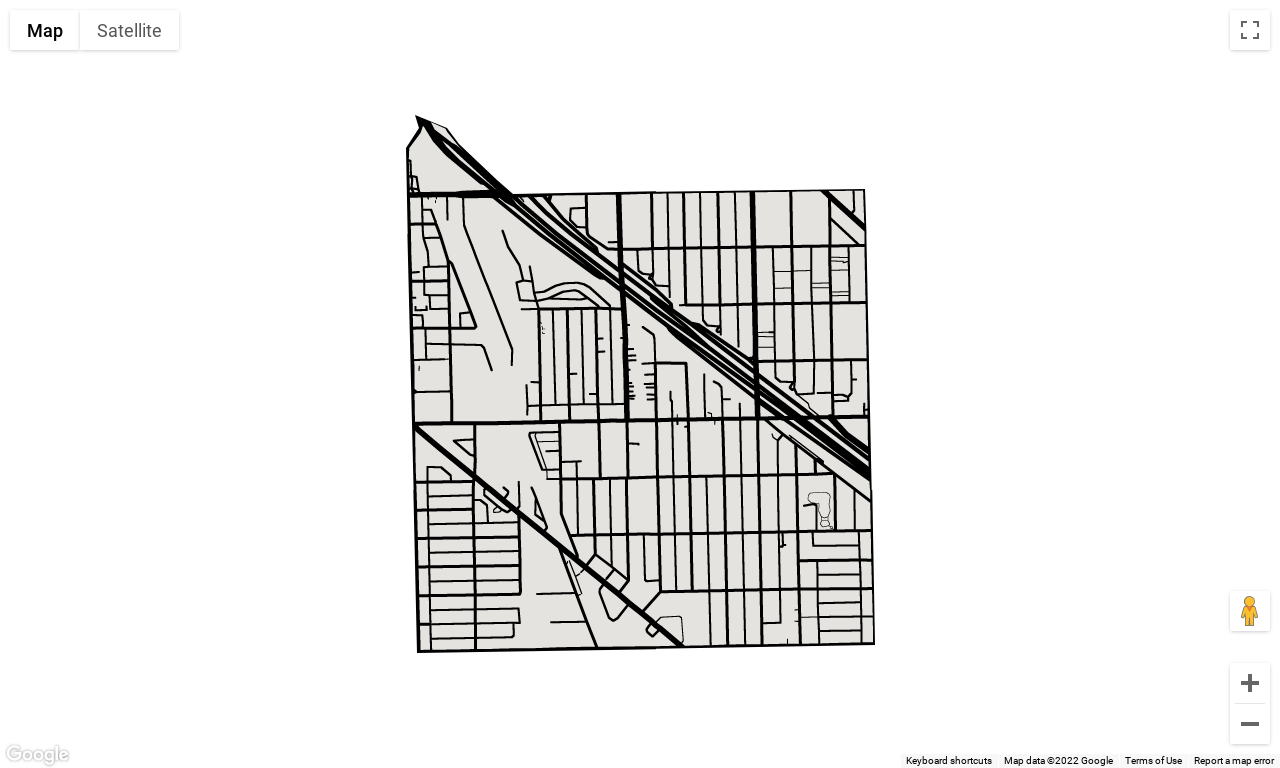 Map
Satellite
Google
Keyboard shortcuts
Map data ©2022 Google
Terms of Use
Report a map error